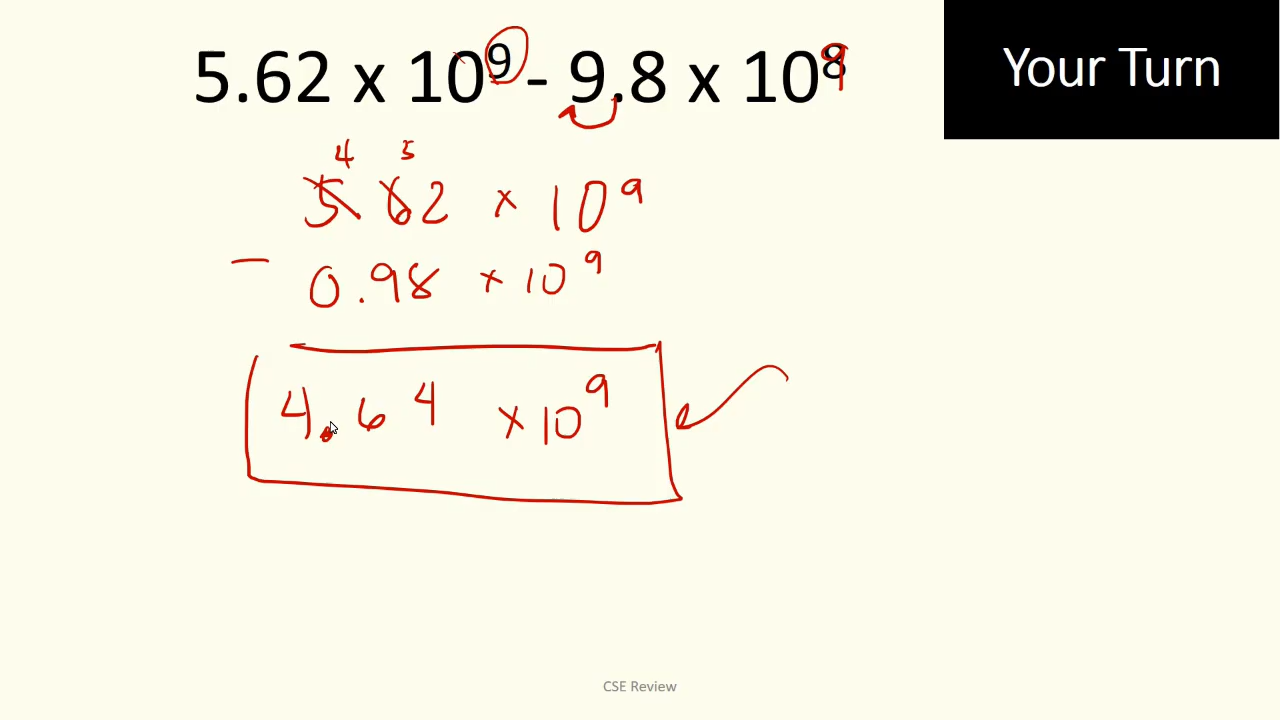 5.62 x 10⁹ - 9.8 x 10⁸ 9
Your Turn
4 5
5 62 × 10⁹
− 0.98 × 10⁹
4.64 × 10⁹
CSE Review